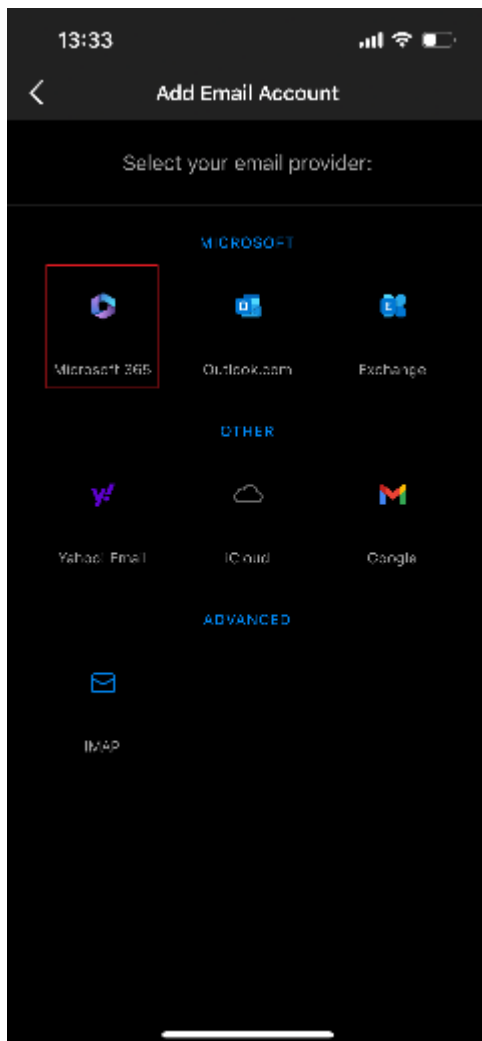 13:33
Add Email Account
Select your email provider:
MICROSOFT
Microsoft 365
Outlook.com
Exchange
OTHER
Yahoo! Email
iCloud
Google
ADVANCED
IMAP